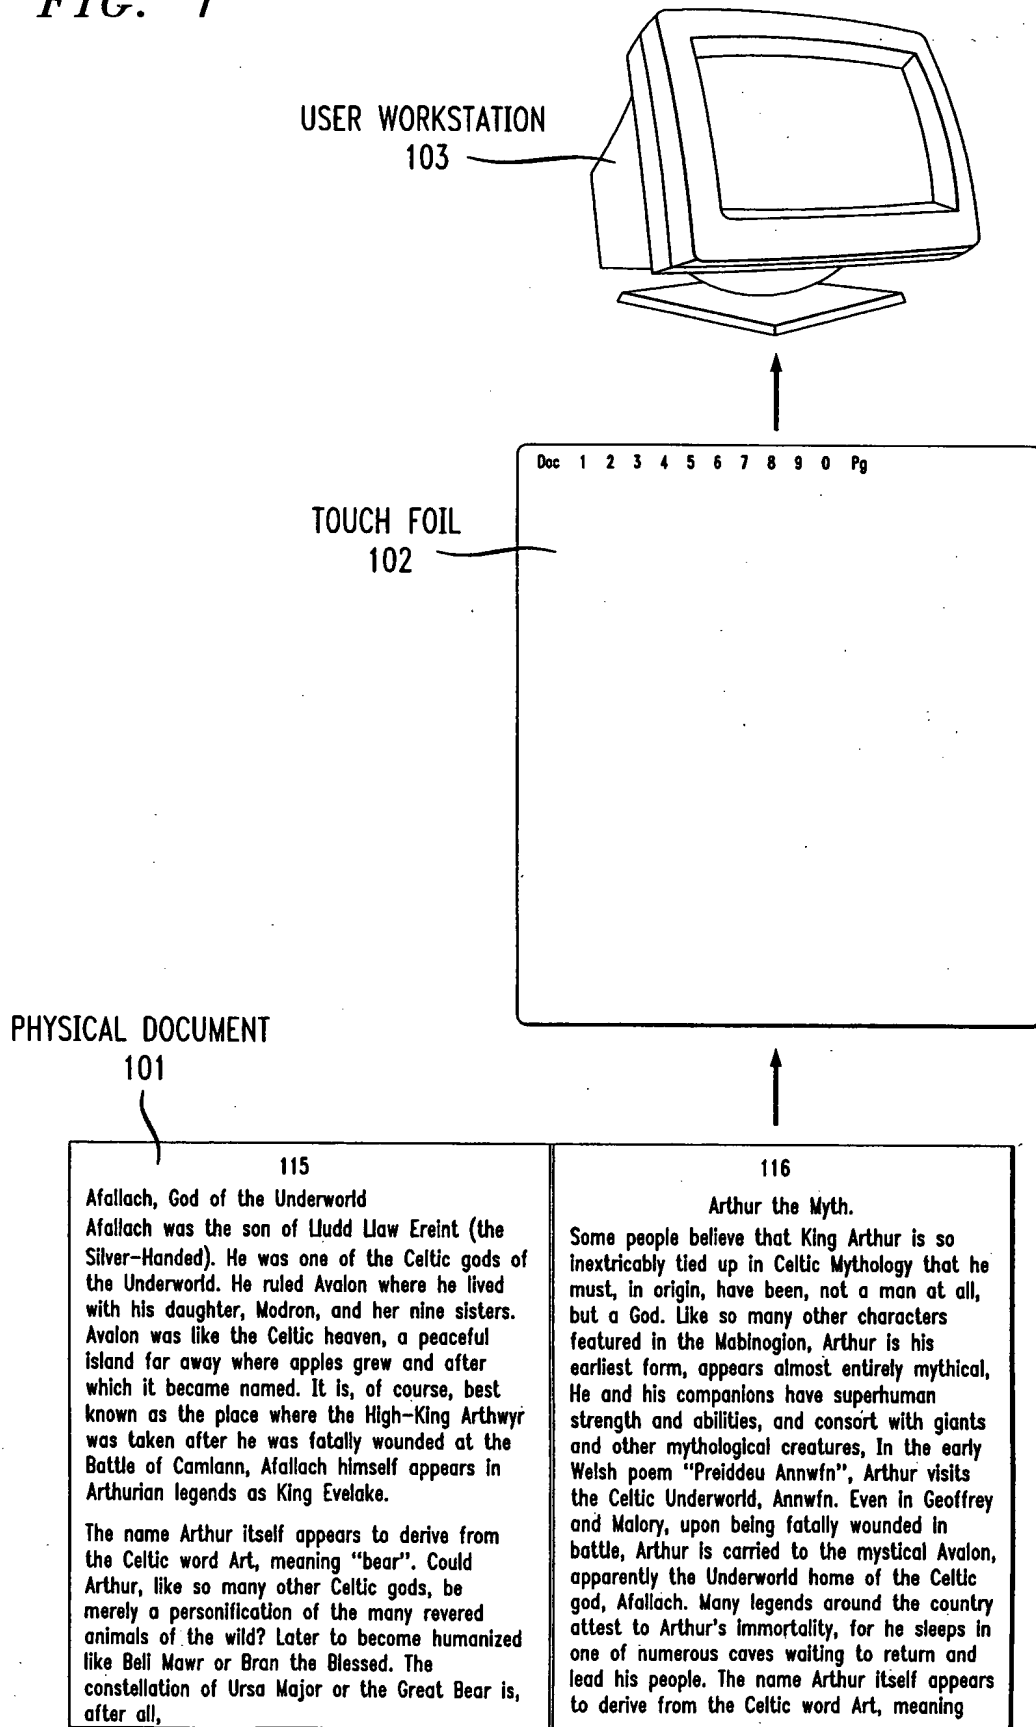 FIG. 1
USER WORKSTATION
103
Doc 1 2 3 4 5 6 7 8 9 0 Pg
TOUCH FOIL
102
PHYSICAL DOCUMENT
101
115
Afallach, God of the Underworld
Afallach was the son of Lludd Llaw Ereint (the
Silver-Handed). He was one of the Celtic gods of
the Underworld. He ruled Avalon where he lived
with his daughter, Modron, and her nine sisters.
Avalon was like the Celtic heaven, a peaceful
island far away where apples grew and after
which it became named. It is, of course, best
known as the place where the High-King Arthwyr
was taken after he was fatally wounded at the
Battle of Camlann, Afallach himself appears in
Arthurian legends as King Evelake.
The name Arthur itself appears to derive from
the Celtic word Art, meaning "bear". Could
Arthur, like so many other Celtic gods, be
merely a personification of the many revered
animals of the wild? Later to become humanized
like Beli Mawr or Bran the Blessed. The
constellation of Ursa Major or the Great Bear is,
after all,
116
Arthur the Myth.
Some people believe that King Arthur is so
inextricably tied up in Celtic Mythology that he
must, in origin, have been, not a man at all,
but a God. Like so many other characters
featured in the Mabinogion, Arthur is his
earliest form, appears almost entirely mythical,
He and his companions have superhuman
strength and abilities, and consort with giants
and other mythological creatures, In the early
Welsh poem "Preiddeu Annwfn", Arthur visits
the Celtic Underworld, Annwfn. Even in Geoffrey
and Malory, upon being fatally wounded in
battle, Arthur is carried to the mystical Avalon,
apparently the Underworld home of the Celtic
god, Afallach. Many legends around the country
attest to Arthur's immortality, for he sleeps in
one of numerous caves waiting to return and
lead his people. The name Arthur itself appears
to derive from the Celtic word Art, meaning